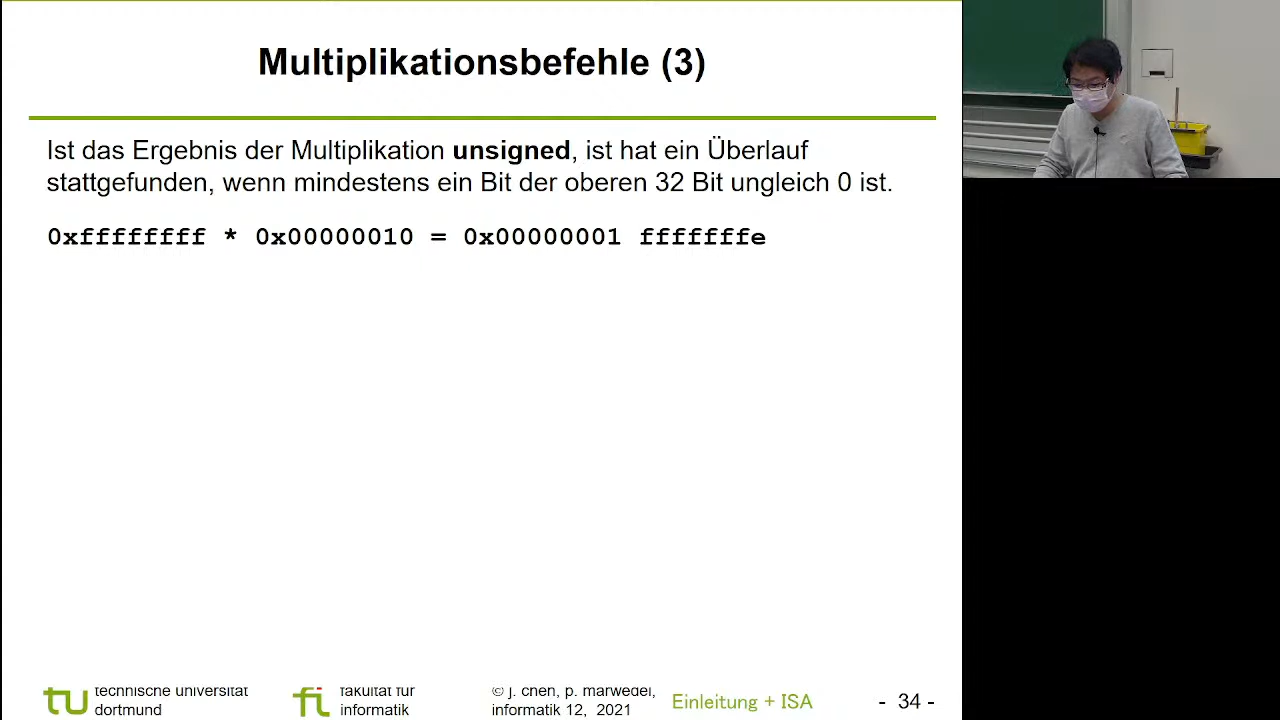 Multiplikationsbefehle (3)
Ist das Ergebnis der Multiplikation unsigned, ist hat ein Überlauf
stattgefunden, wenn mindestens ein Bit der oberen 32 Bit ungleich 0 ist.
0xffffffff * 0x00000010 = 0x00000001 fffffffe
tu technische universität
dortmund
fi fakultät für
informatik
© j. chen, p. marwedel,
informatik 12, 2021
Einleitung + ISA
- 34 -